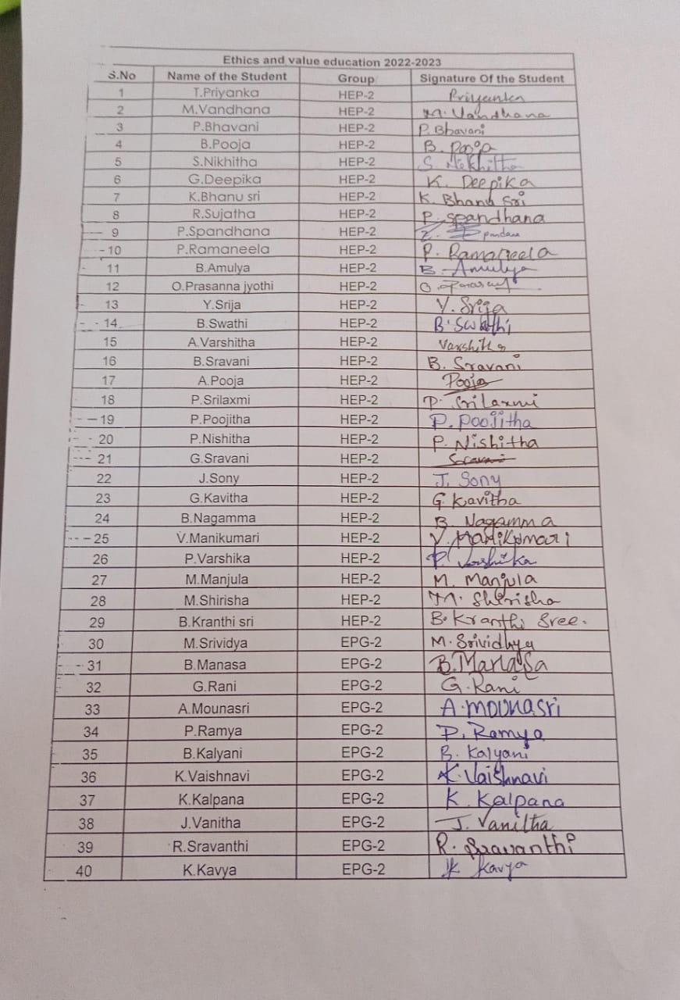 Ethics and value education 2022-2023
S.No Name of the Student Group Signature Of the Student
1 T.Priyanka HEP-2 Priyanka
2 M.Vandhana HEP-2 M. Vandhana
3 P.Bhavani HEP-2 P. Bhavani
4 B.Pooja HEP-2 B. Pooja
5 S.Nikhitha HEP-2 S. Nekhitha
6 G.Deepika HEP-2 K. Deepika
7 K.Bhanu sri HEP-2 K. Bhanu Sri
8 R.Sujatha HEP-2 P. Spandhana
9 P.Spandhana HEP-2
10 P.Ramaneela HEP-2 P. Ramaneela
11 B.Amulya HEP-2 B. Amulya
12 O.Prasanna jyothi HEP-2 O.
13 Y.Srija HEP-2 Y. Srija
14 B.Swathi HEP-2 B. Swathi
15 A.Varshitha HEP-2 Varshitha
16 B.Sravani HEP-2 B. Sravani
17 A.Pooja HEP-2 Pooja
18 P.Srilaxmi HEP-2 P. Srilaxmi
19 P.Poojitha HEP-2 P. Poojitha
20 P.Nishitha HEP-2 P. Nishitha
21 G.Sravani HEP-2 Sravani
22 J.Sony HEP-2 J. Sony
23 G.Kavitha HEP-2 G. Kavitha
24 B.Nagamma HEP-2 B. Nagamma
25 V.Manikumari HEP-2 V. Manikumari
26 P.Varshika HEP-2 P. Varshika
27 M.Manjula HEP-2 M. Manjula
28 M.Shirisha HEP-2 M. Shirisha
29 B.Kranthi sri HEP-2 B. Kranthi Sree.
30 M.Srividya EPG-2 M. Srividhya
31 B.Manasa EPG-2 B. Manasa
32 G.Rani EPG-2 G. Rani
33 A.Mounasri EPG-2 A. Mounasri
34 P.Ramya EPG-2 P. Ramya
35 B.Kalyani EPG-2 B. Kalyani
36 K.Vaishnavi EPG-2 K. Vaishnavi
37 K.Kalpana EPG-2 K. Kalpana
38 J.Vanitha EPG-2 J. Vanitha
39 R.Sravanthi EPG-2 R. Sravanthi
40 K.Kavya EPG-2 K Kavya